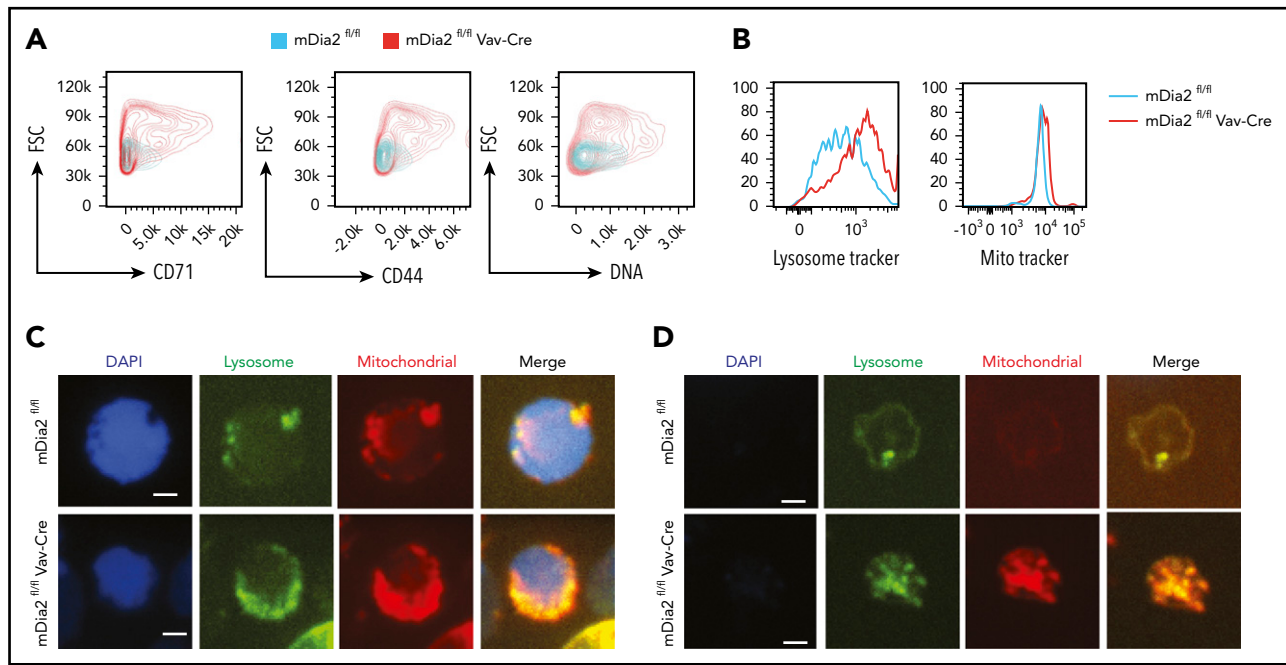 A
mDia2 fl/fl
mDia2 fl/fl Vav-Cre
FSC
120k
90k
60k
30k
0
0
5.0k
10k
15k
20k
CD71
FSC
120k
90k
60k
30k
0
-2.0k
0
2.0k
4.0k
6.0k
CD44
FSC
120k
90k
60k
30k
0
0
1.0k
2.0k
3.0k
DNA
B
100
80
60
40
20
0
0
10³
Lysosome tracker
100
80
60
40
20
0
-10³
0
10³
10⁴
10⁵
Mito tracker
mDia2 fl/fl
mDia2 fl/fl Vav-Cre
C
DAPI
Lysosome
Mitochondrial
Merge
mDia2 fl/fl
mDia2 fl/fl Vav-Cre
D
DAPI
Lysosome
Mitochondrial
Merge
mDia2 fl/fl
mDia2 fl/fl Vav-Cre